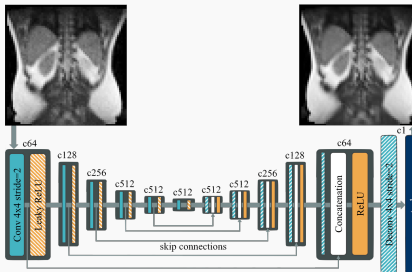 c1
c64
c64
c128
c128
c256
c256
c512
c512
c512
c512
c512
Conv 4x4 stride=2
Leaky ReLU
Concatenation
ReLU
Deconv 4x4 stride=2
skip connections